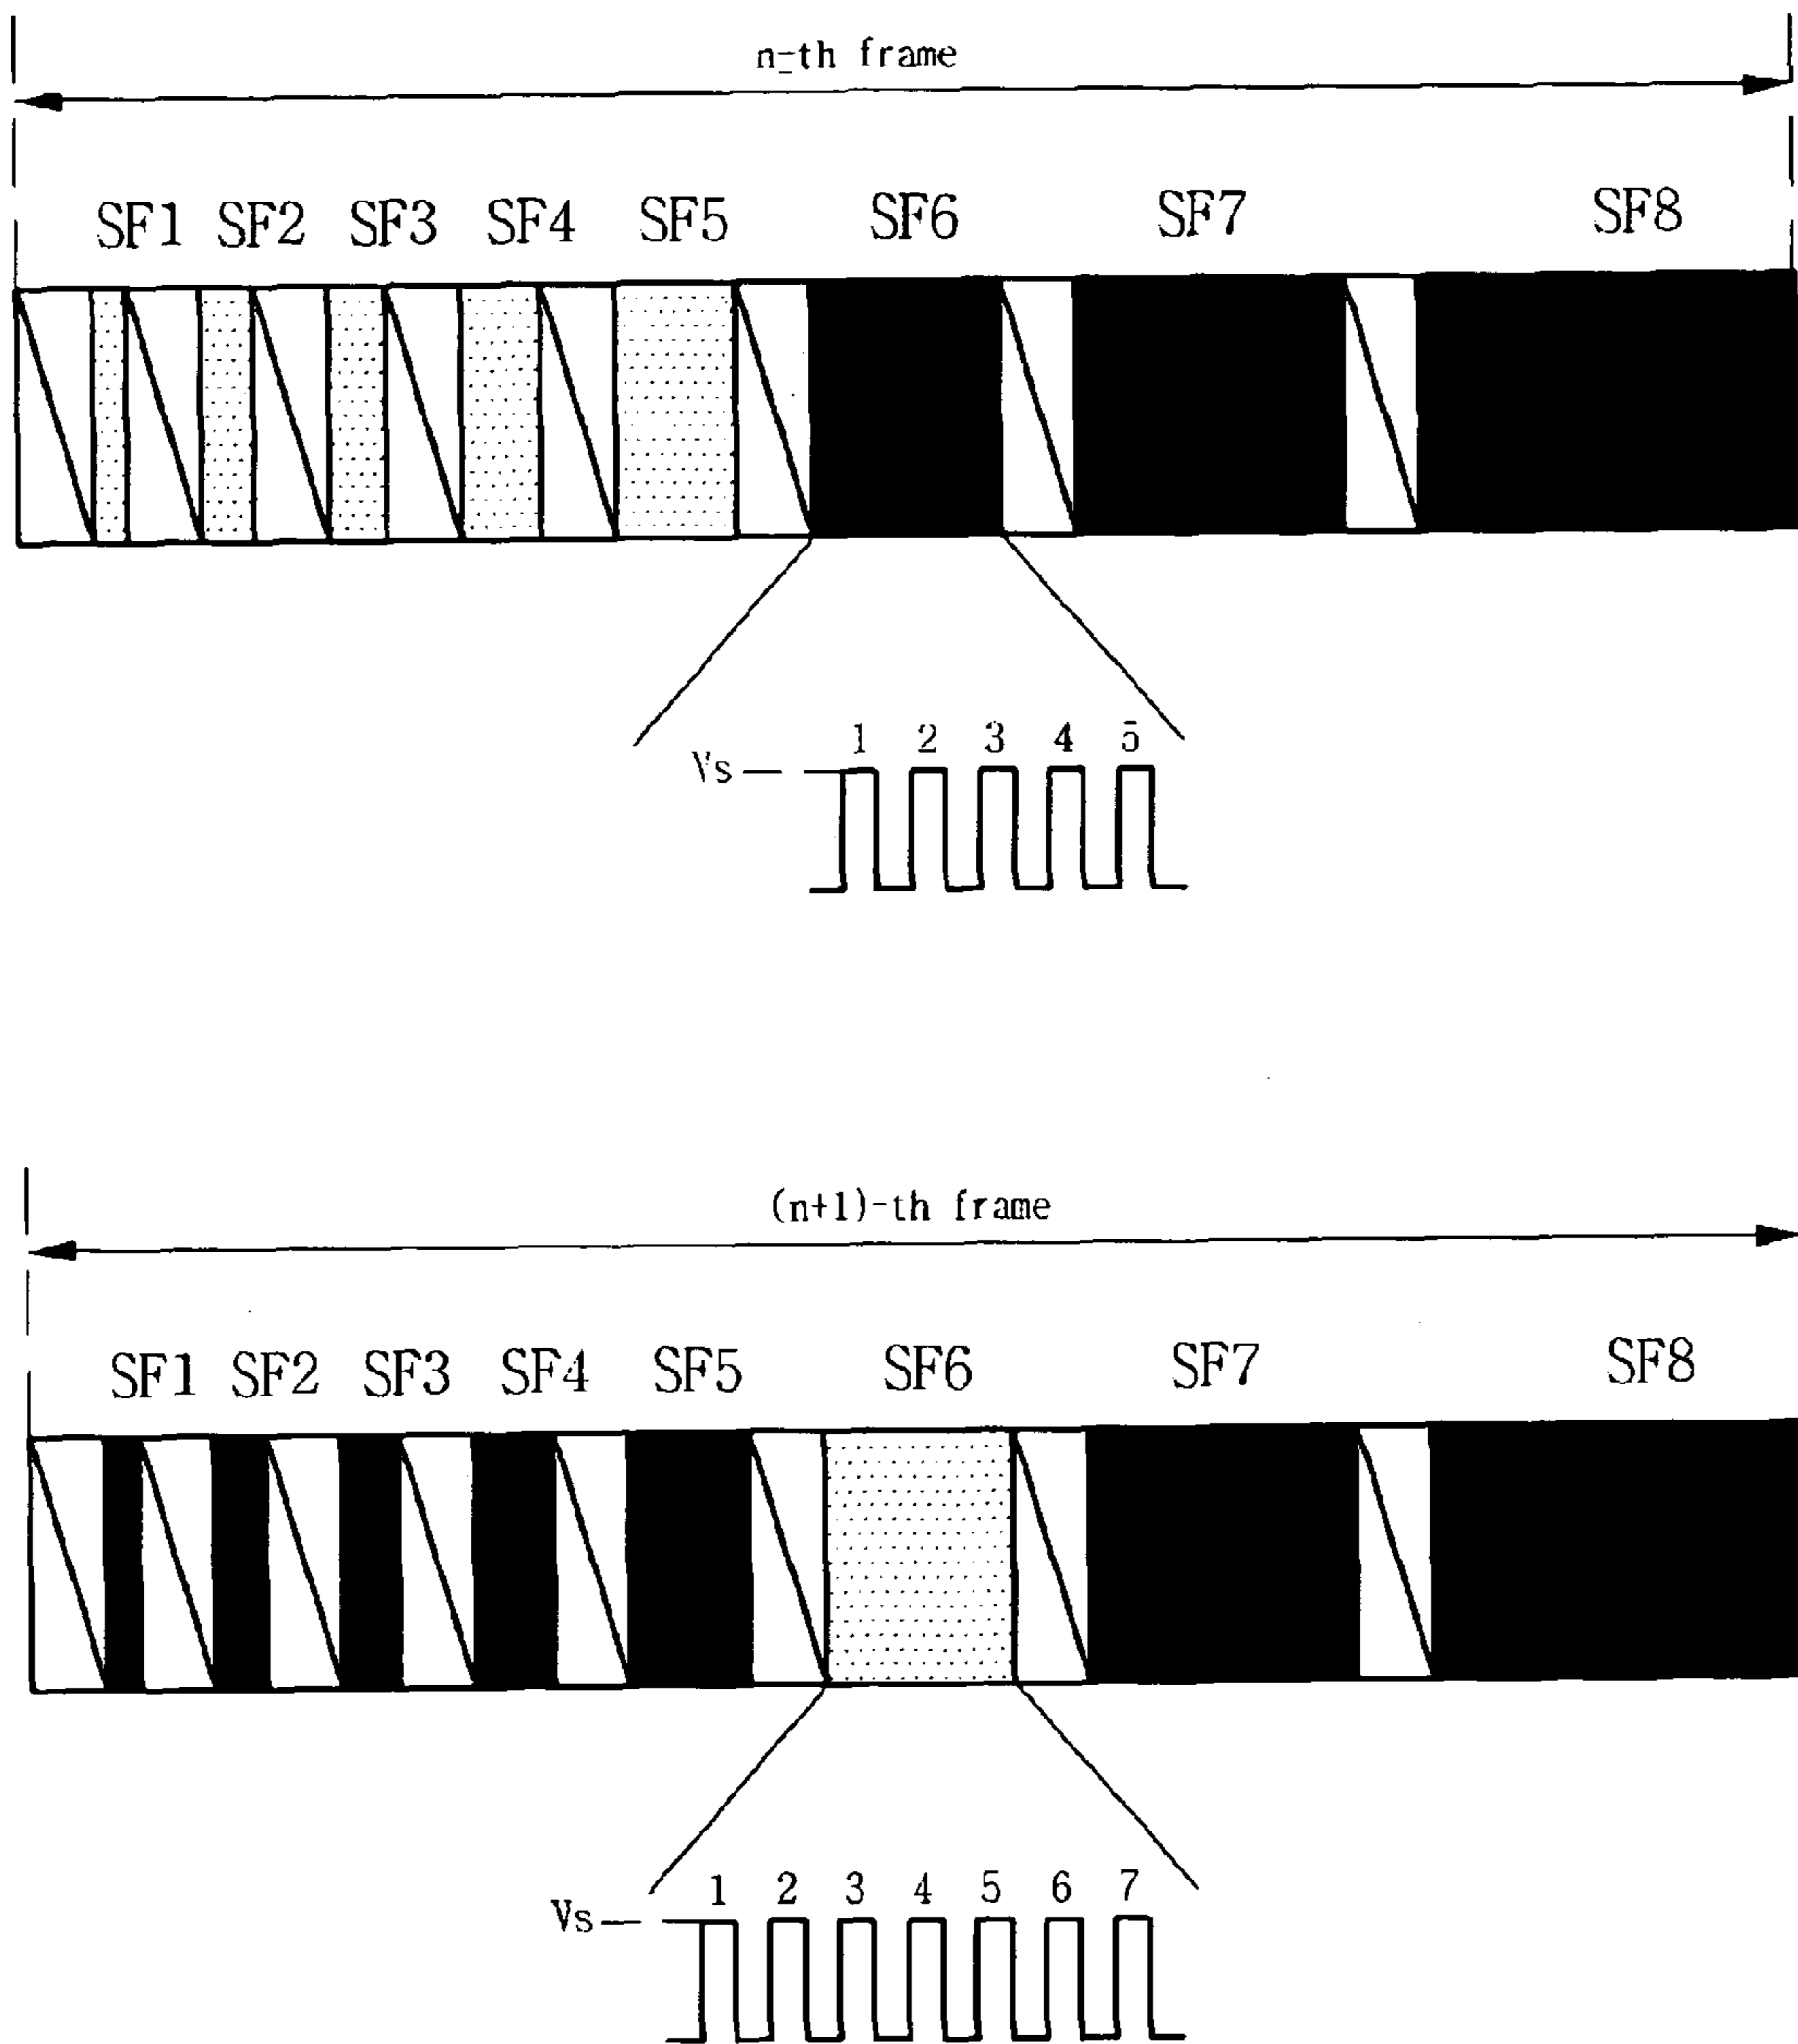 n-th frame
SF1 SF2 SF3 SF4 SF5 SF6 SF7 SF8
1 2 3 4 5
Vs
(n+1)-th frame
SF1 SF2 SF3 SF4 SF5 SF6 SF7 SF8
1 2 3 4 5 6 7
Vs